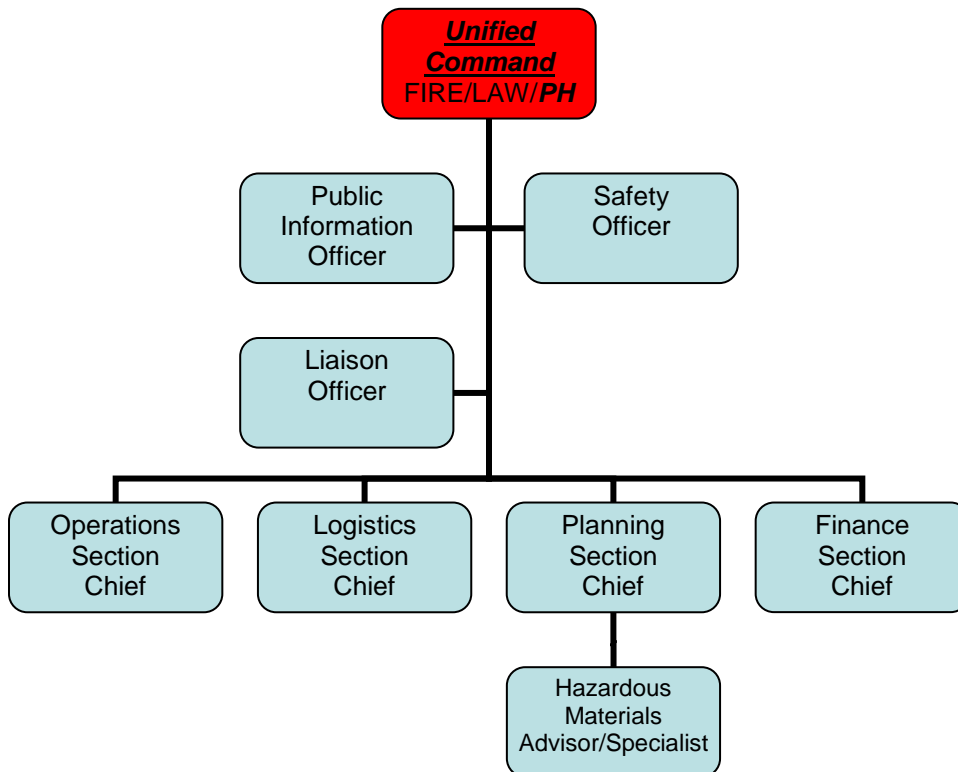 Unified
Command
FIRE/LAW/PH
Public
Information
Officer
Safety
Officer
Liaison
Officer
Operations
Section
Chief
Logistics
Section
Chief
Planning
Section
Chief
Finance
Section
Chief
Hazardous
Materials
Advisor/Specialist